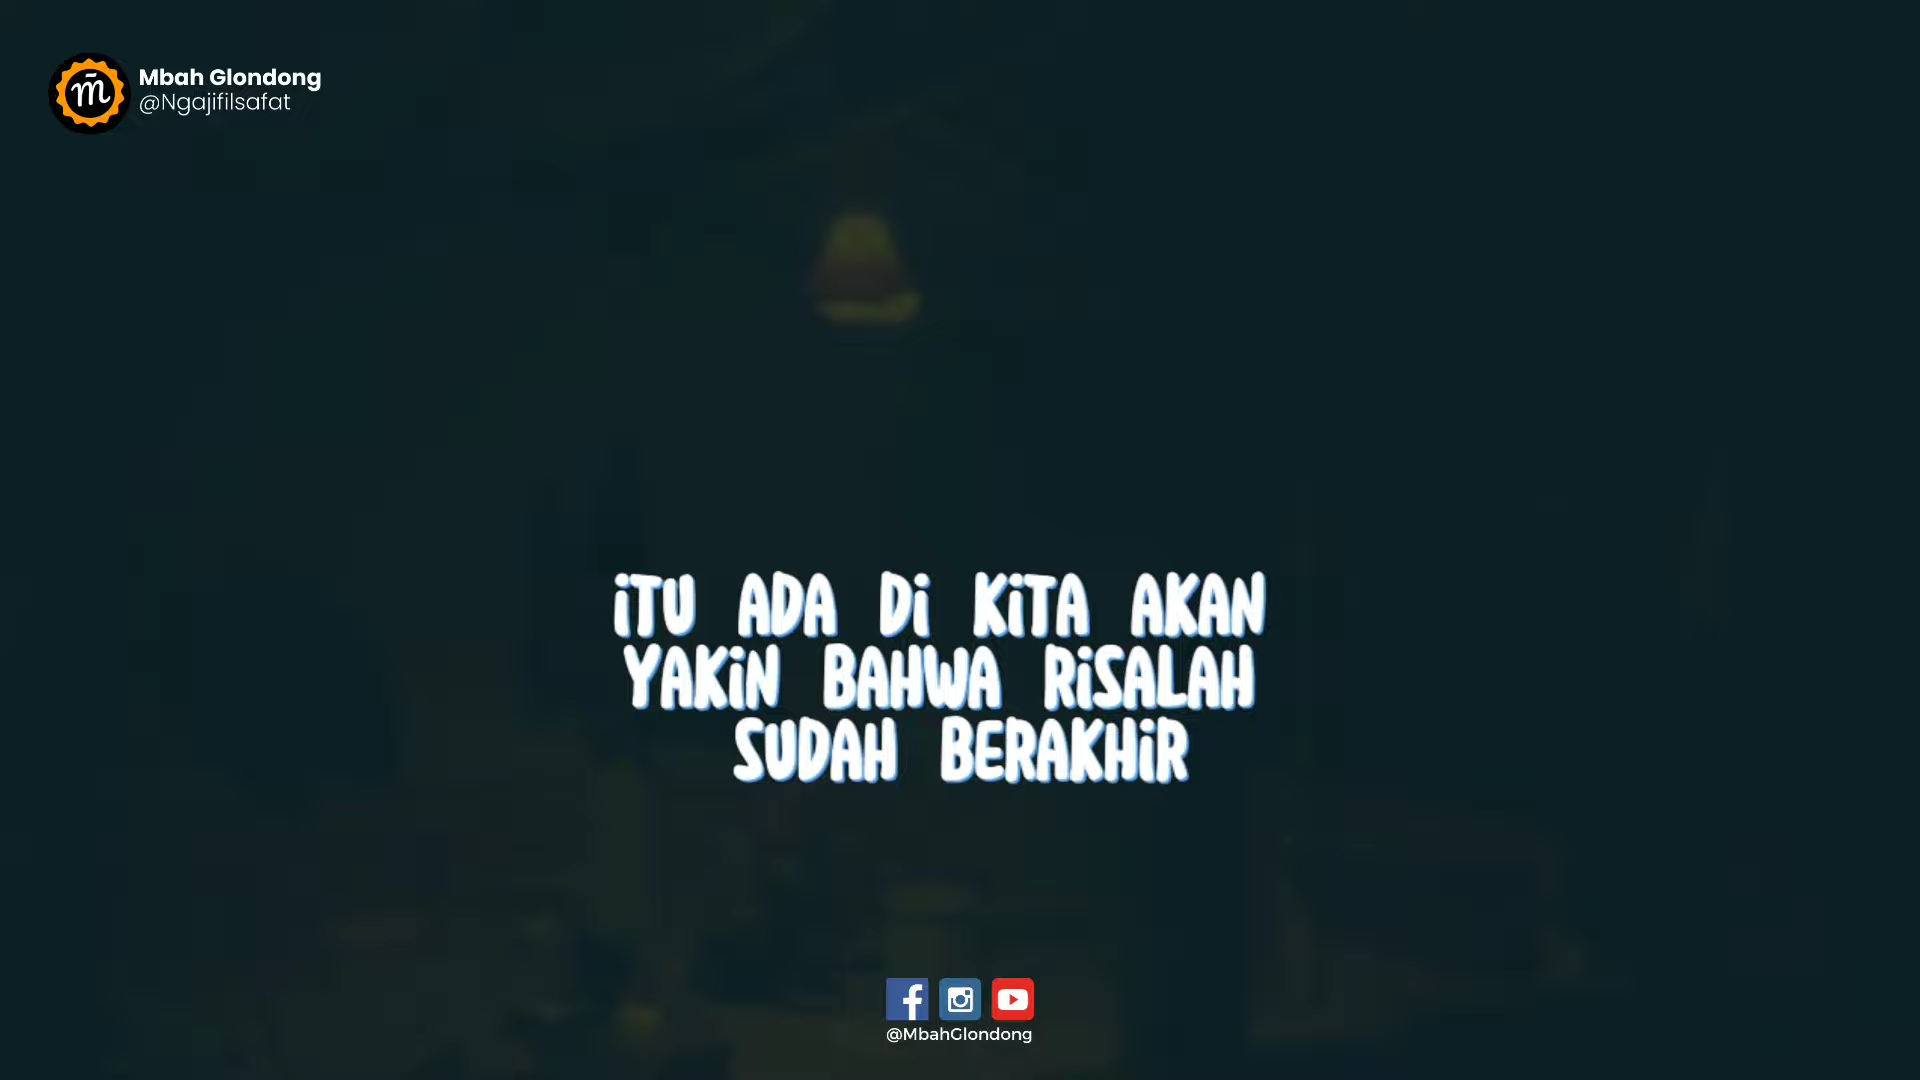 Mbah Glondong
@Ngajifilsafat
iTU ADA Di KiTA AKAN
YAKiN BAHWA RiSALAH
SUDAH BERAKHiR
@MbahGlondong